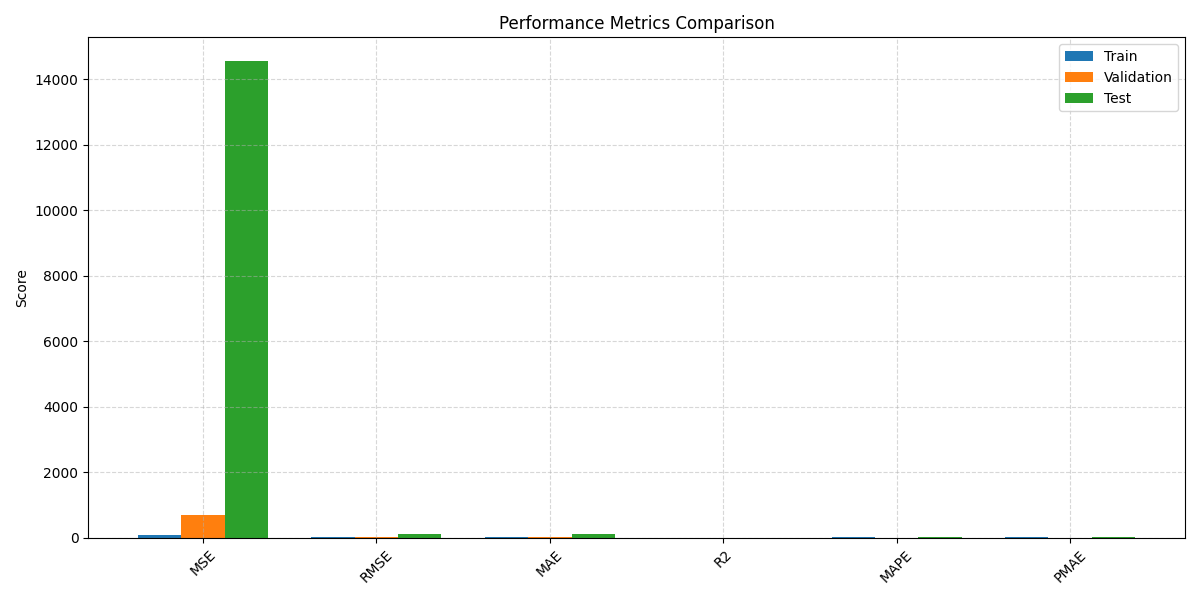 Performance Metrics Comparison
Train
Validation
Test
Score
14000
12000
10000
8000
6000
4000
2000
0
MSE
RMSE
MAE
R2
MAPE
PMAE